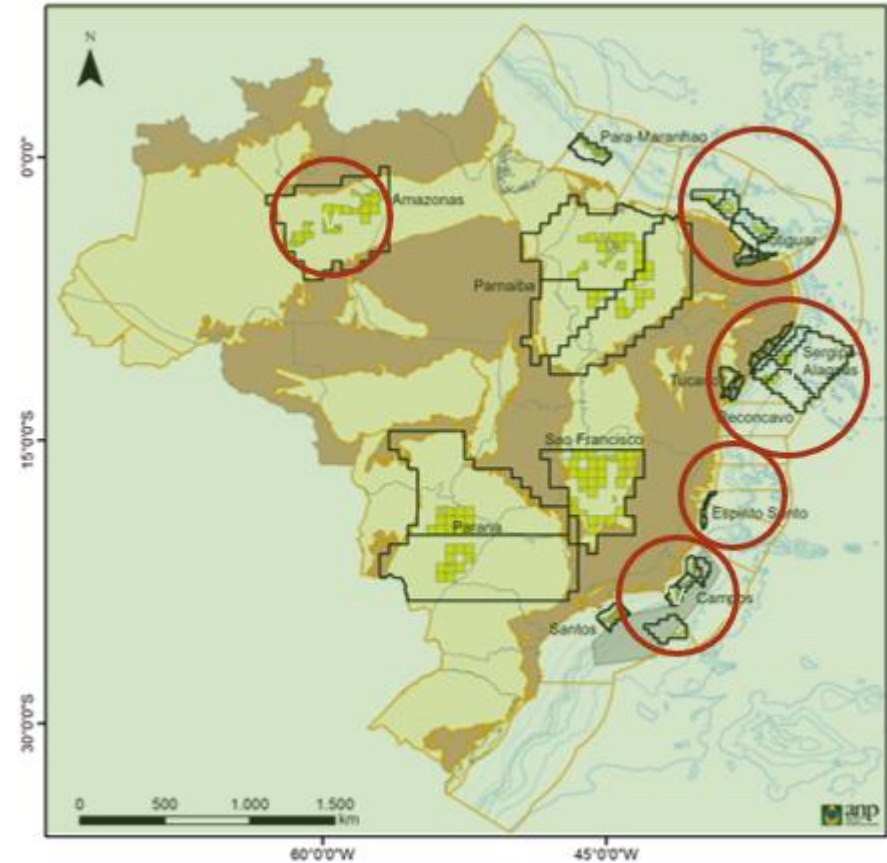 N
0°0'0"
15°0'0"S
30°0'0"S
Para-Maranhao
Amazonas
Potiguar
Parnaiba
Sergipe-
Alagoas
Tucano
Reconcavo
Sao Francisco
Espirito Santo
Parana
Campos
Santos
0 500 1.000 1.500
km
anp
60°0'0"W 45°0'0"W